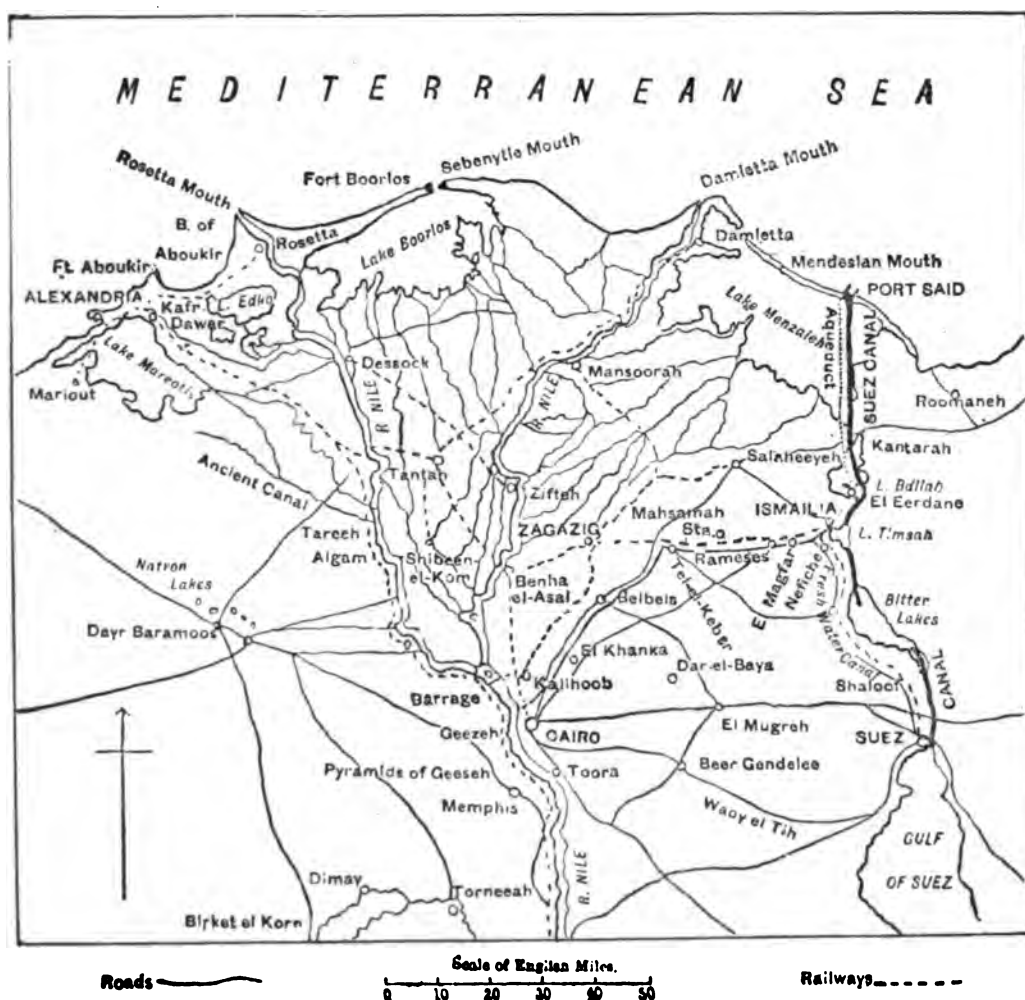 MEDITERRANEAN SEA
Rosetta Mouth
Fort Boorlos
Sebenytic Mouth
Damietta Mouth
B. of
Aboukir
Rosetta
Lake Boorlos
Damietta
Mendesian Mouth
Ft. Aboukir
ALEXANDRIA
Kafr
Dawar
Edko
PORT SAID
Lake Menzaleh
Aqueduct
SUEZ CANAL
Lake Mareotis
Mariout
Dessock
R. NILE
R. NILE
Mansoorah
Roomaneh
Kantarah
Ancient Canal
Tantah
Salaheeyeh
L. Ballah
El Eerdane
Zifteh
Mahsamah
Sta.
ISMAILIA
Tareeh
Algam
ZAGAZIG
L. Timsah
Shibeen-
el-Kom
Rameses
Natron
Lakes
Benha
el-Asal
Tel-el-Keber
El Magfar
Nefiche
Fresh Water Canal
Bitter
Lakes
Belbeis
Dayr Baramoos
El Khanka
Dar-el-Baya
Kalihoob
Shaloof
CANAL
Barrage
Geezeh
CAIRO
El Mugreh
SUEZ
Pyramids of Geeseh
Toora
Beer Gendelee
Memphis
Waoy el Tih
GULF
OF SUEZ
Dimay
Torneeah
R. NILE
Birket el Korn
Roads
Scale of English Miles.
0 10 20 30 40 50
Railways